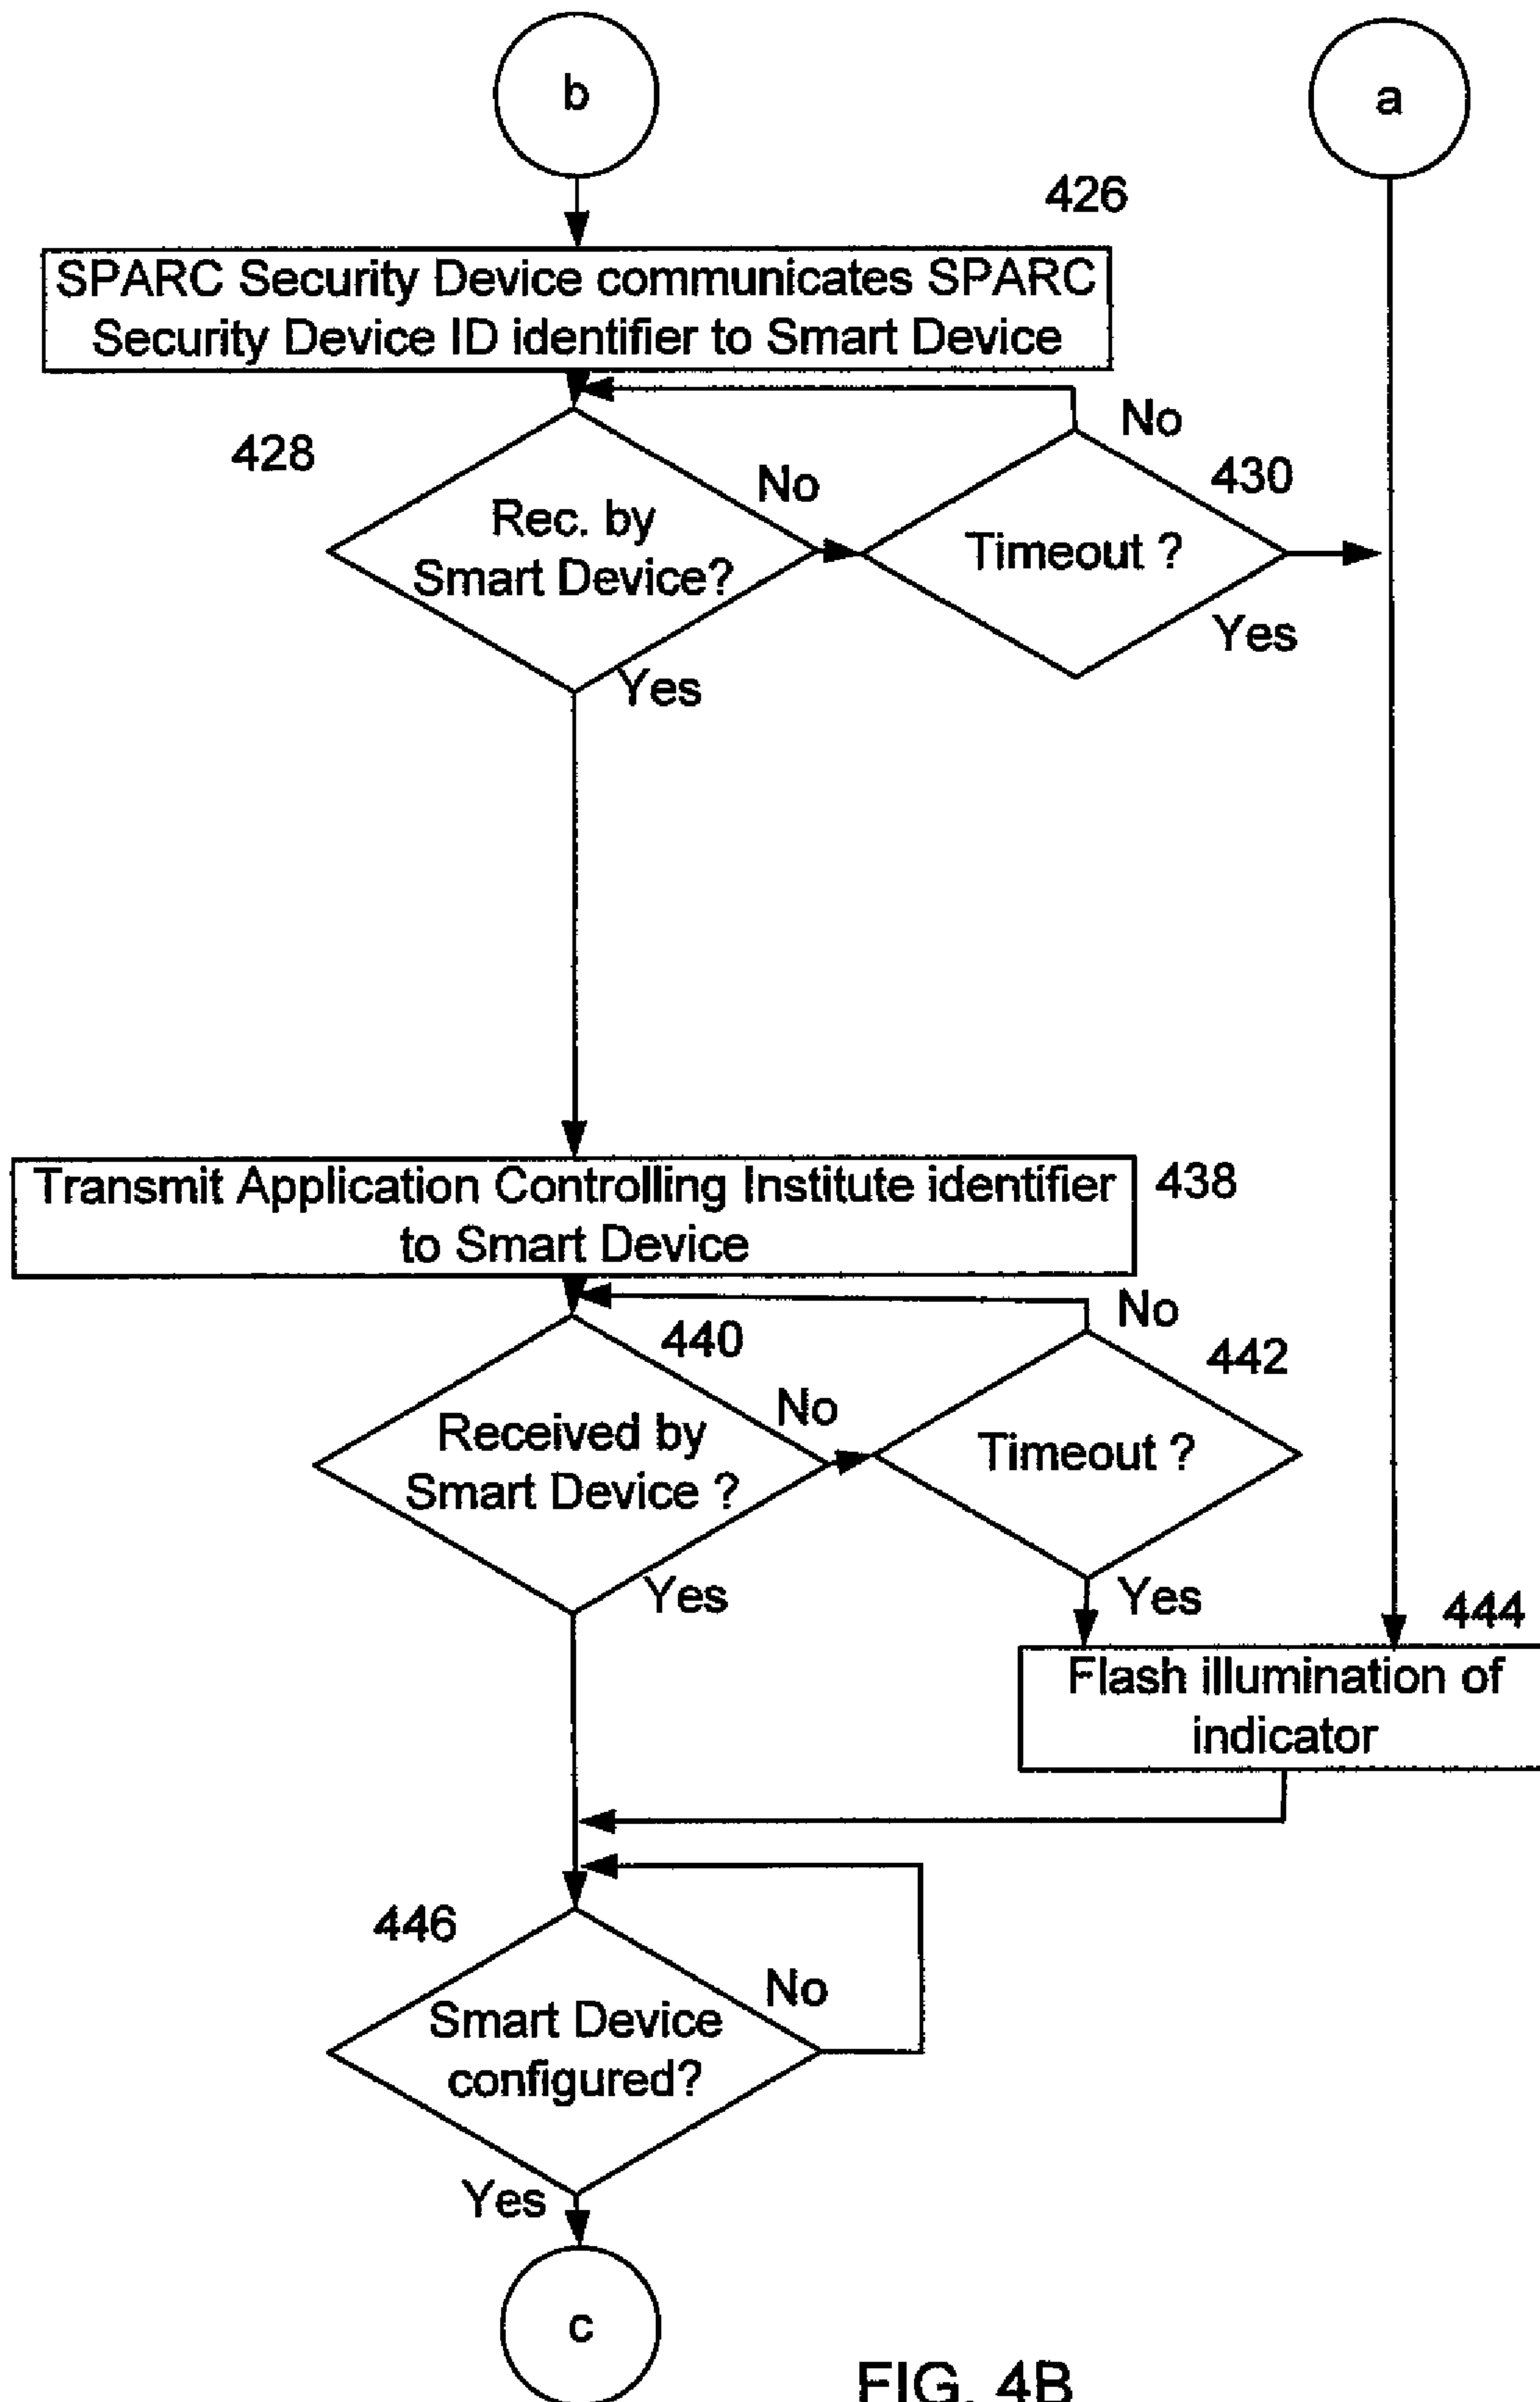 b
a
426
SPARC Security Device communicates SPARC
Security Device ID identifier to Smart Device
No
428
No
430
Rec. by
Smart Device?
Timeout ?
Yes
Yes
Transmit Application Controlling Institute identifier
to Smart Device
438
No
440
442
No
Received by
Smart Device ?
Timeout ?
Yes
Yes
444
Flash illumination of
indicator
446
No
Smart Device
configured?
Yes
c
FIG. 4B